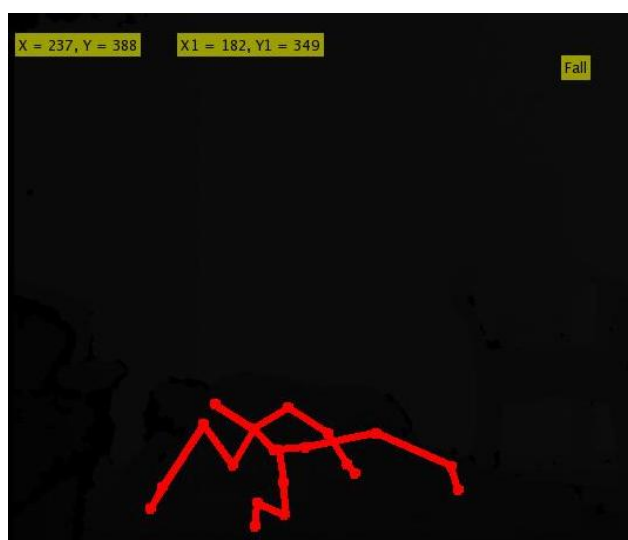 X = 237, Y = 388
X1 = 182, Y1 = 349
Fall